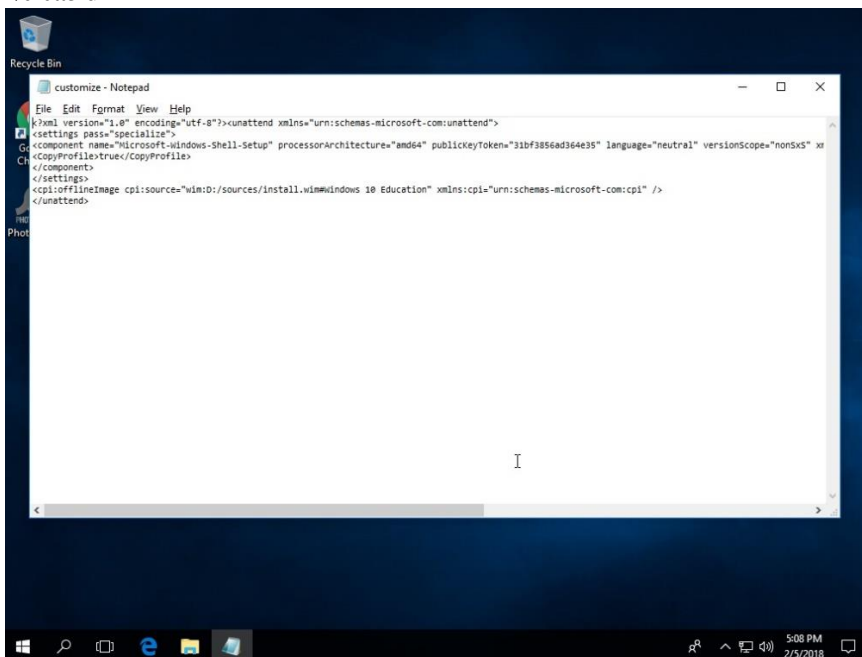 Recycle Bin
customize - Notepad
File Edit Format View Help
<?xml version="1.0" encoding="utf-8"?><unattend xmlns="urn:schemas-microsoft-com:unattend">
<settings pass="specialize">
<component name="Microsoft-Windows-Shell-Setup" processorArchitecture="amd64" publicKeyToken="31bf3856ad364e35" language="neutral" versionScope="nonSxS"
<CopyProfile>true</CopyProfile>
</component>
</settings>
<cpi:offlineImage cpi:source="wim:D:/sources/install.wim#Windows 10 Education" xmlns:cpi="urn:schemas-microsoft-com:cpi" />
</unattend>
Go
Ch
Phot
5:08 PM
2/5/2018